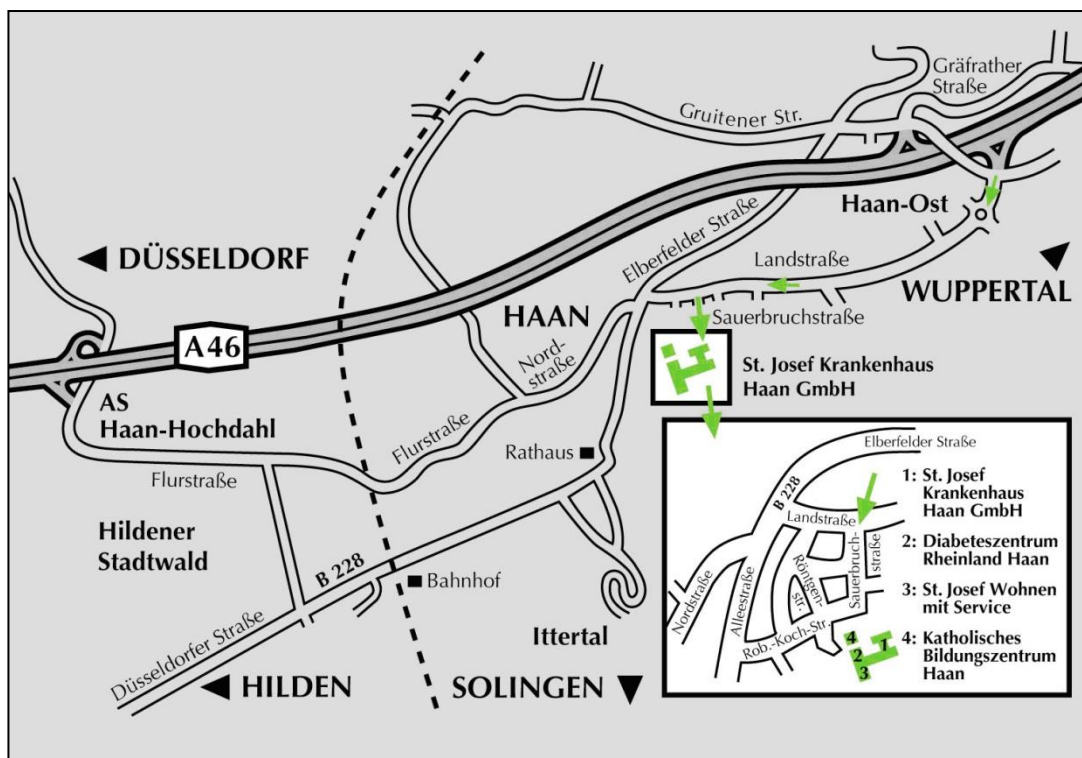 Gräfrather
Straße
Gruitener Str.
Haan-Ost
Elberfelder Straße
DÜSSELDORF
Landstraße
WUPPERTAL
HAAN
Sauerbruchstraße
A46
Nord-
straße
St. Josef Krankenhaus
Haan GmbH
AS
Haan-Hochdahl
Flurstraße
Flurstraße
Rathaus
Hildener
Stadtwald
B 228
Bahnhof
Ittertal
Düsseldorfer Straße
HILDEN
SOLINGEN
Elberfelder Straße
B 228
Landstraße
Sauerbruch-
straße
Röntgen-
str.
Nordstraße
Alleestraße
Rob.-Koch-Str.
4
1
2
3
1: St. Josef
Krankenhaus
Haan GmbH
2: Diabeteszentrum
Rheinland Haan
3: St. Josef Wohnen
mit Service
4: Katholisches
Bildungszentrum
Haan